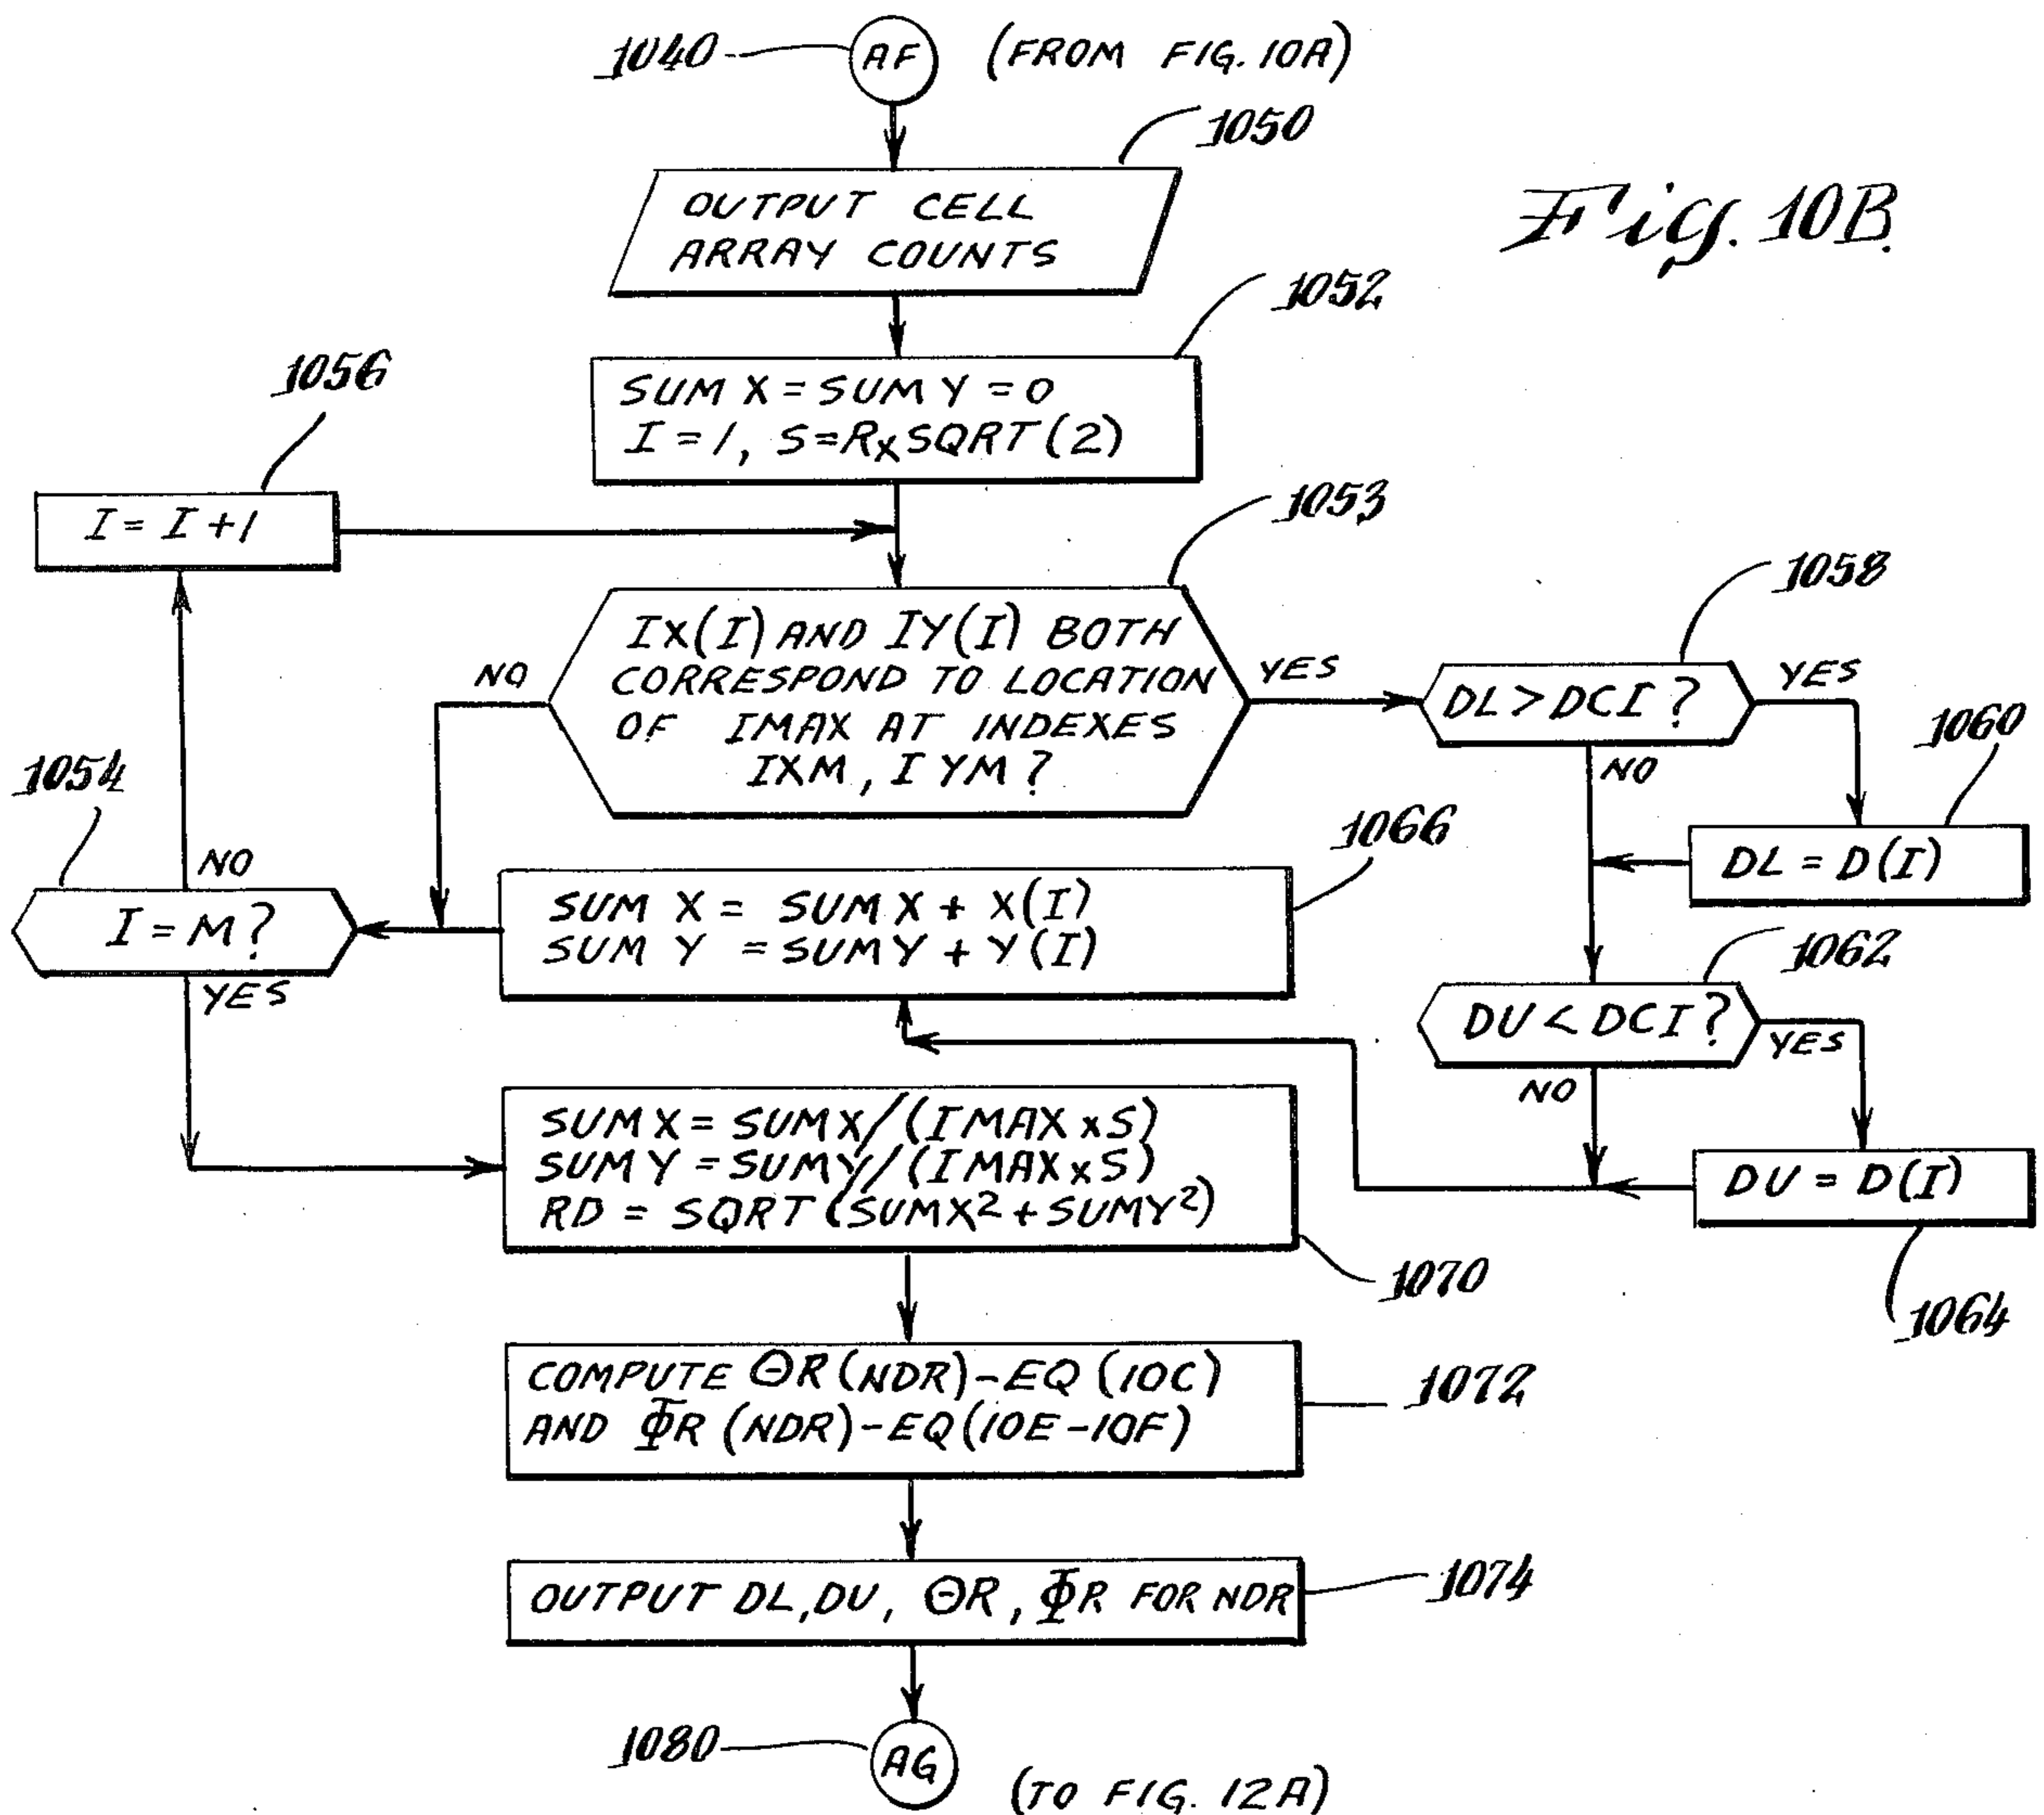 1040
AF
(FROM FIG. 10A)
1050
OUTPUT CELL
ARRAY COUNTS
Fig. 10B.
1052
SUM X = SUM Y = 0
I = 1, S=RxSQRT(2)
1056
I = I + 1
1053
IX(I) AND IY(I) BOTH
CORRESPOND TO LOCATION
OF IMAX AT INDEXES
IXM, IYM?
NO
YES
1058
DL > DCI?
YES
NO
1060
DL = D(I)
1054
NO
I = M?
YES
1066
SUM X = SUM X + X(I)
SUM Y = SUM Y + Y(I)
1062
DU < DCI?
YES
NO
DU = D(I)
1064
SUM X = SUM X/(IMAX x S)
SUM Y = SUM Y/(IMAX x S)
RD = SQRT (SUMX² + SUMY²)
1070
COMPUTE ΘR (NDR)-EQ (10C)
AND ΦR (NDR)-EQ (10E-10F)
1072
OUTPUT DL, DU, ΘR, ΦR FOR NDR
1074
1080
AG
(TO FIG. 12A)